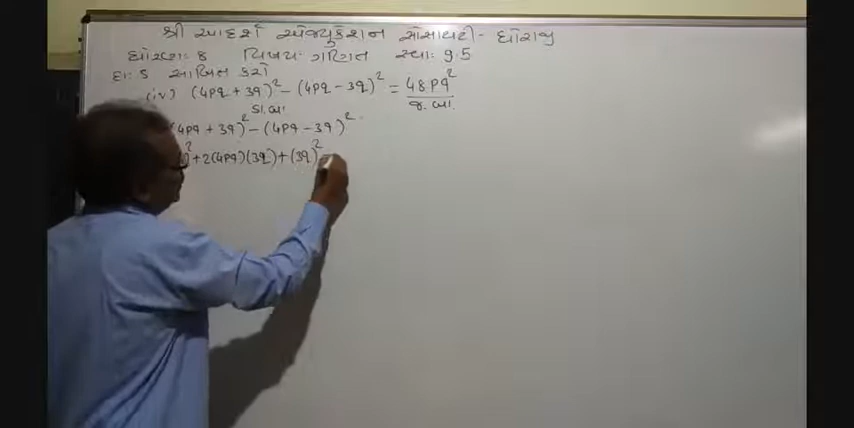 શ્રી આદર્શ એજ્યુકેશન સોસાયટી - ધોરાજી
ધોરણ: 8 વિષય: ગણિત સ્વા: 9.5
દા: 5 સાબિત કરો
(iv) (4pq + 3q)² - (4pq - 3q)² = 48pq²
ડા.બા જ.બા.
(4pq + 3q)² - (4pq - 3q)²
)² + 2(4pq)(3q) + (3q)²